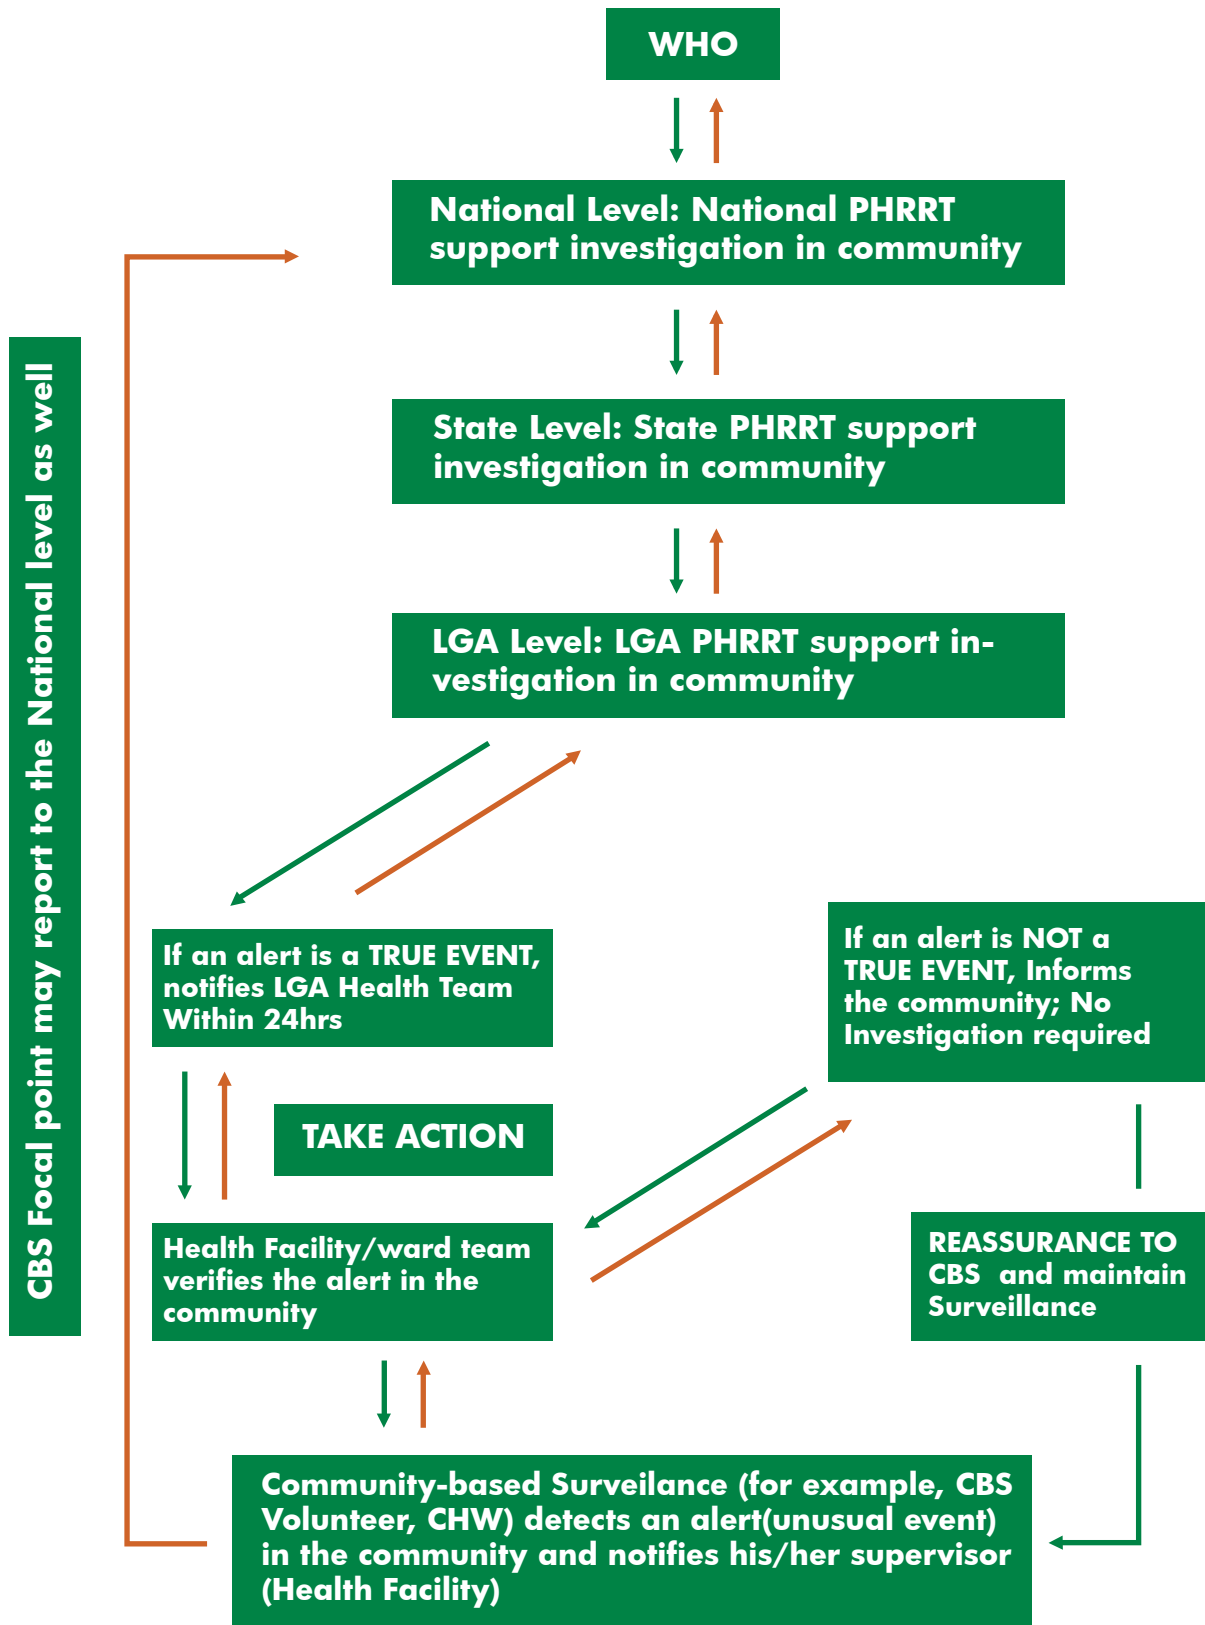 WHO
National Level: National PHRRT
support investigation in community
State Level: State PHRRT support
investigation in community
LGA Level: LGA PHRRT support in-
vestigation in community
CBS Focal point may report to the National level as well
If an alert is a TRUE EVENT,
notifies LGA Health Team
Within 24hrs
If an alert is NOT a
TRUE EVENT, Informs
the community; No
Investigation required
TAKE ACTION
Health Facility/ward team
verifies the alert in the
community
REASSURANCE TO
CBS  and maintain
Surveillance
Community-based Surveilance (for example, CBS
Volunteer, CHW) detects an alert(unusual event)
in the community and notifies his/her supervisor
(Health Facility)